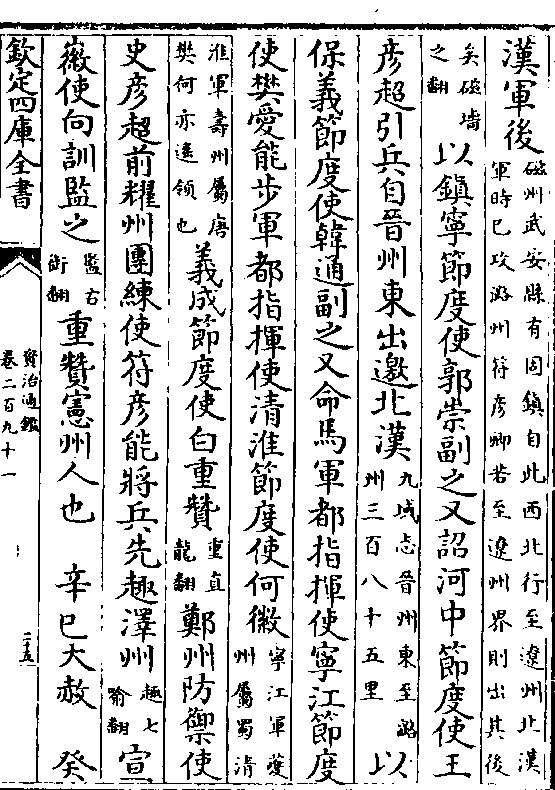 漢軍後磁州武安縣有固鎮自此西北行至遼州北漢軍時已攻潞州符彦卿若至遼州界則出其後
矣磁墻之翻以鎮寧節度使郭崇副之又詔河中節度使王
彦超引兵自晉州東出邀北漢九域志晉州東至潞州三百八十五里以
保義節度使韓通副之又命馬軍都指揮使寧江節度
使樊愛能步軍都指揮使清淮節度使何徽寧江軍夔州屬蜀清
淮軍壽州屬唐樊何亦遥領也義成節度使白重贊重直龍翻鄭州防禦使
史彦超前耀州團練使符彦能將兵先趣澤州趣七喻翻宣
徽使向訓監之監古銜翻重贊憲州人也 辛巳大赦 癸
欽定四庫全書
資治通鑑
卷二百九十一
二十五